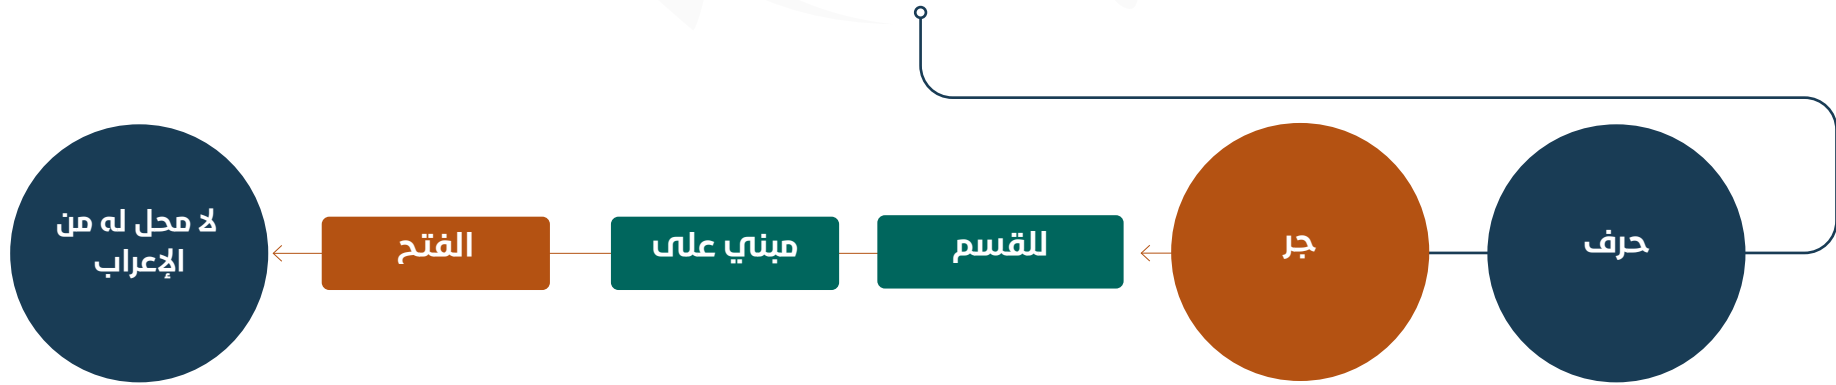 حرف
جر
للقسم
مبني على
الفتح
لا محل له من
الإعراب